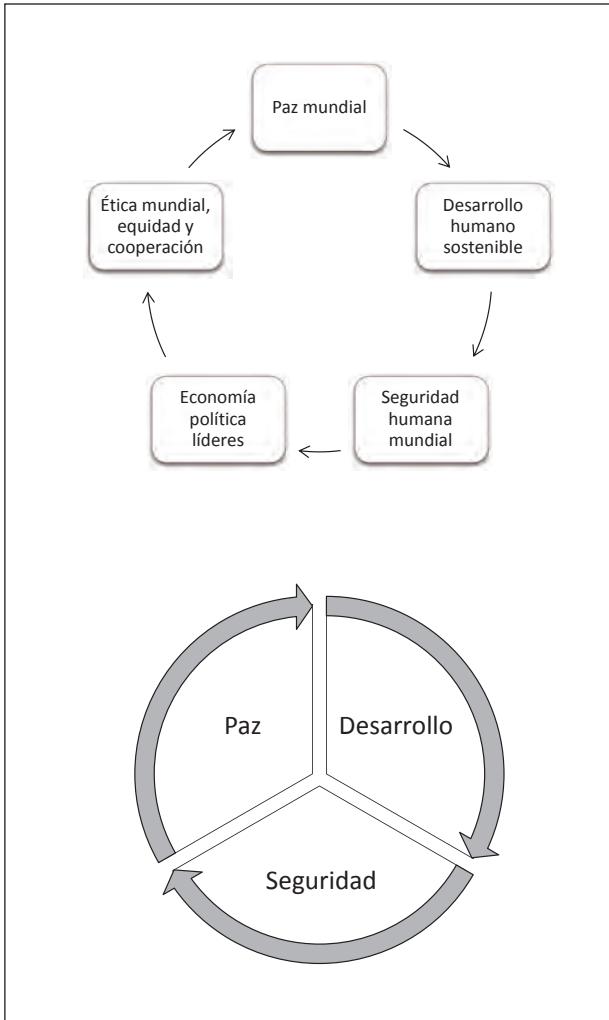 Paz mundial
Ética mundial,
equidad y
cooperación
Desarrollo
humano
sostenible
Economía
política
líderes
Seguridad
humana
mundial
Paz
Desarrollo
Seguridad